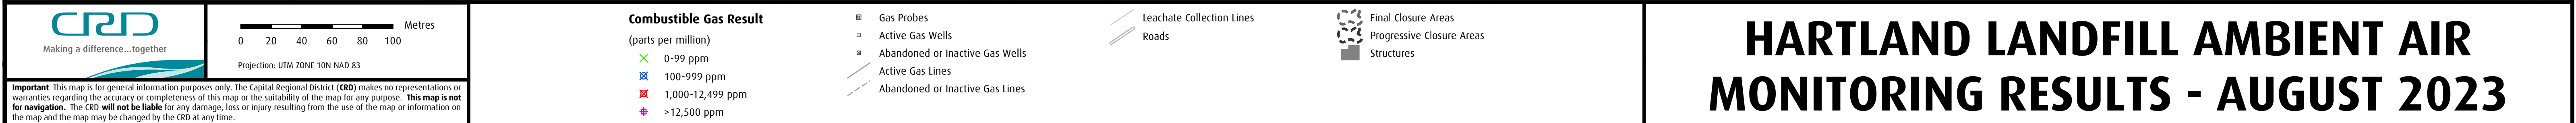 CRD
Making a difference...together
Metres
0 20 40 60 80 100
Projection: UTM ZONE 10N NAD 83
Important This map is for general information purposes only. The Capital Regional District (CRD) makes no representations or
warranties regarding the accuracy or completeness of this map or the suitability of the map for any purpose. This map is not
for navigation. The CRD will not be liable for any damage, loss or injury resulting from the use of the map or information on
the map and the map may be changed by the CRD at any time.
Combustible Gas Result
(parts per million)
0-99 ppm
100-999 ppm
1,000-12,499 ppm
>12,500 ppm
Gas Probes
Active Gas Wells
Abandoned or Inactive Gas Wells
Active Gas Lines
Abandoned or Inactive Gas Lines
Leachate Collection Lines
Roads
Final Closure Areas
Progressive Closure Areas
Structures
HARTLAND LANDFILL AMBIENT AIR
MONITORING RESULTS - AUGUST 2023